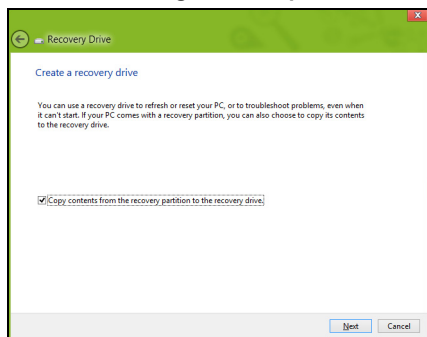 Recovery Drive
Create a recovery drive
You can use a recovery drive to refresh or reset your PC, or to troubleshoot problems, even when
it can't start. If your PC comes with a recovery partition, you can also choose to copy its contents
to the recovery drive.
Copy contents from the recovery partition to the recovery drive.
Next Cancel